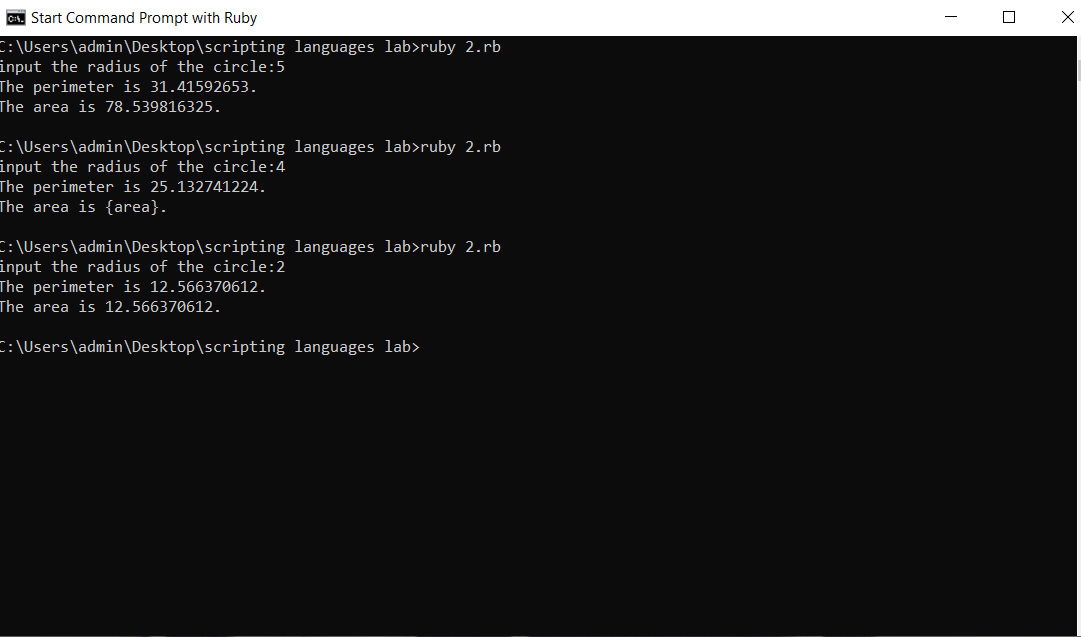 Start Command Prompt with Ruby
C:\Users\admin\Desktop\scripting languages lab>ruby 2.rb
input the radius of the circle:5
The perimeter is 31.41592653.
The area is 78.539816325.
C:\Users\admin\Desktop\scripting languages lab>ruby 2.rb
input the radius of the circle:4
The perimeter is 25.132741224.
The area is {area}.
C:\Users\admin\Desktop\scripting languages lab>ruby 2.rb
input the radius of the circle:2
The perimeter is 12.566370612.
The area is 12.566370612.
C:\Users\admin\Desktop\scripting languages lab>